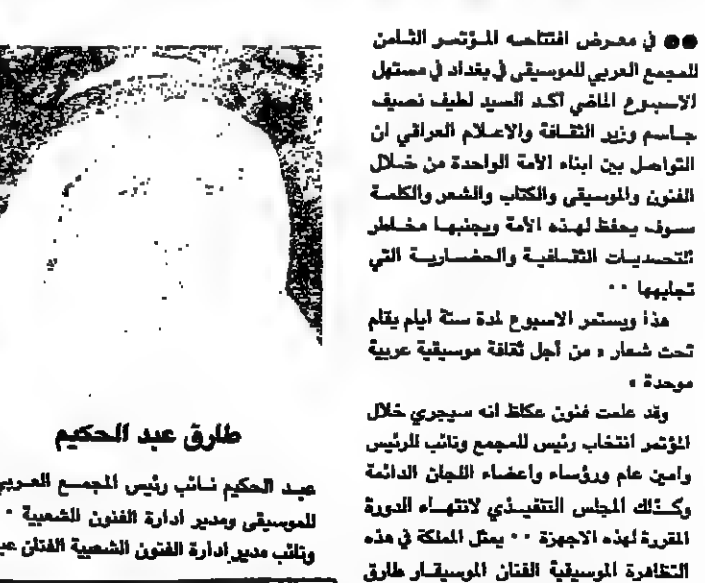 ●● في معرض افتتاحه المؤتمر الثامن
للمجمع العربي للموسيقى في بغداد في مستهل
الاسبوع الماضي أكد السيد لطيف نصيف
جاسم وزير الثقافة والاعلام العراقي ان
التواصل بين ابناء الأمة الواحدة من خلال
الفنون والموسيقى والكتاب والشعر والكلمة
سوف يحفظ لهذه الأمة ويجنبها مخاطر
التحديات الثقافية والحضارية التي
تجابهها ٠٠
هذا ويستمر الاسبوع لمدة ستة ايام يقام
تحت شعار « من أجل ثقافة موسيقية عربية
موحدة »
وقد علمت فنون عكاظ انه سيجري خلال
المؤتمر انتخاب رئيس للمجمع ونائب للرئيس
وامين عام ورؤساء واعضاء اللجان الدائمة
وكذلك المجلس التنفيذي لانتهاء الدورة
المقررة لهذه الاجهزة ٠٠ يمثل المملكة في هذه
التظاهرة الموسيقية الفنان الموسيقار طارق
طارق عبد الحكيم
عبد الحكيم نائب رئيس المجمع العربي
للموسيقى ومدير ادارة الفنون الشعبية ٠
ونائب مدير ادارة الفنون الشعبية الفنان عبد